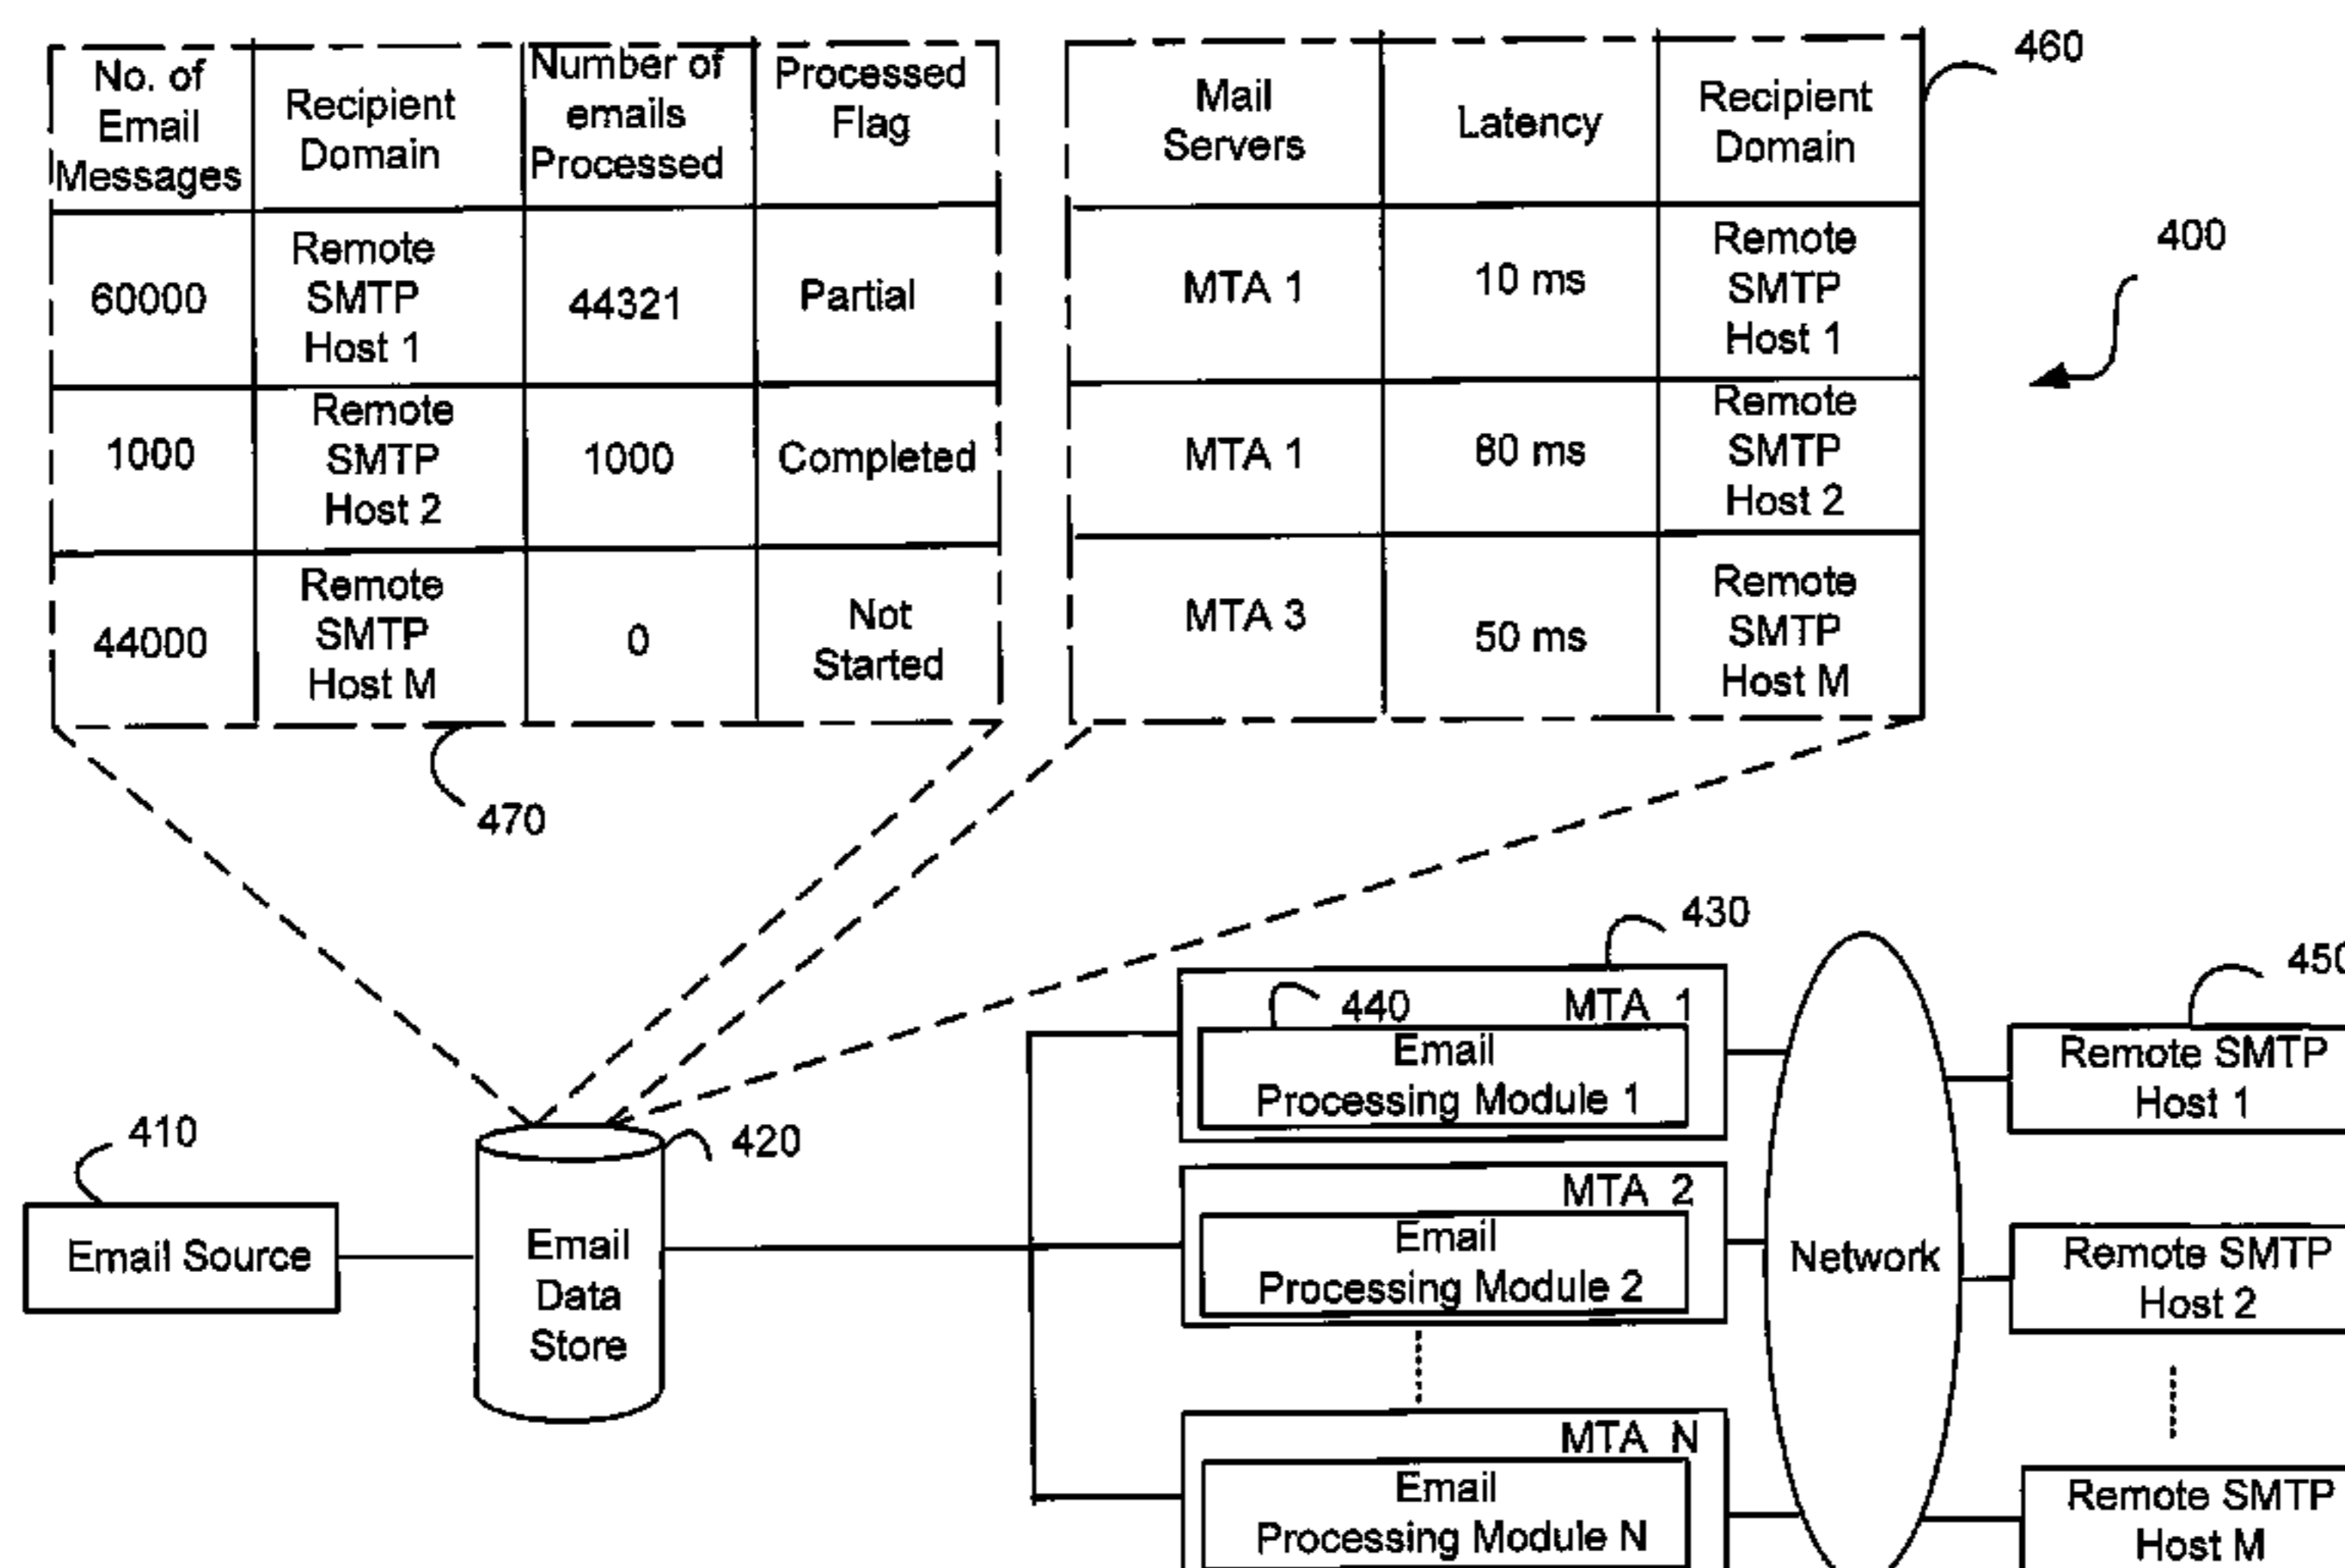 No. of
Email
Messages
Recipient
Domain
Number of
emails
Processed
Processed
Flag
60000
Remote
SMTP
Host 1
44321
Partial
1000
Remote
SMTP
Host 2
1000
Completed
44000
Remote
SMTP
Host M
0
Not
Started
470
Mail
Servers
Latency
Recipient
Domain
MTA 1
10 ms
Remote
SMTP
Host 1
MTA 1
80 ms
Remote
SMTP
Host 2
MTA 3
50 ms
Remote
SMTP
Host M
460
400
410
Email Source
420
Email
Data
Store
430
MTA 1
440
Email
Processing Module 1
MTA 2
Email
Processing Module 2
MTA N
Email
Processing Module N
Network
450
Remote SMTP
Host 1
Remote SMTP
Host 2
Remote SMTP
Host M